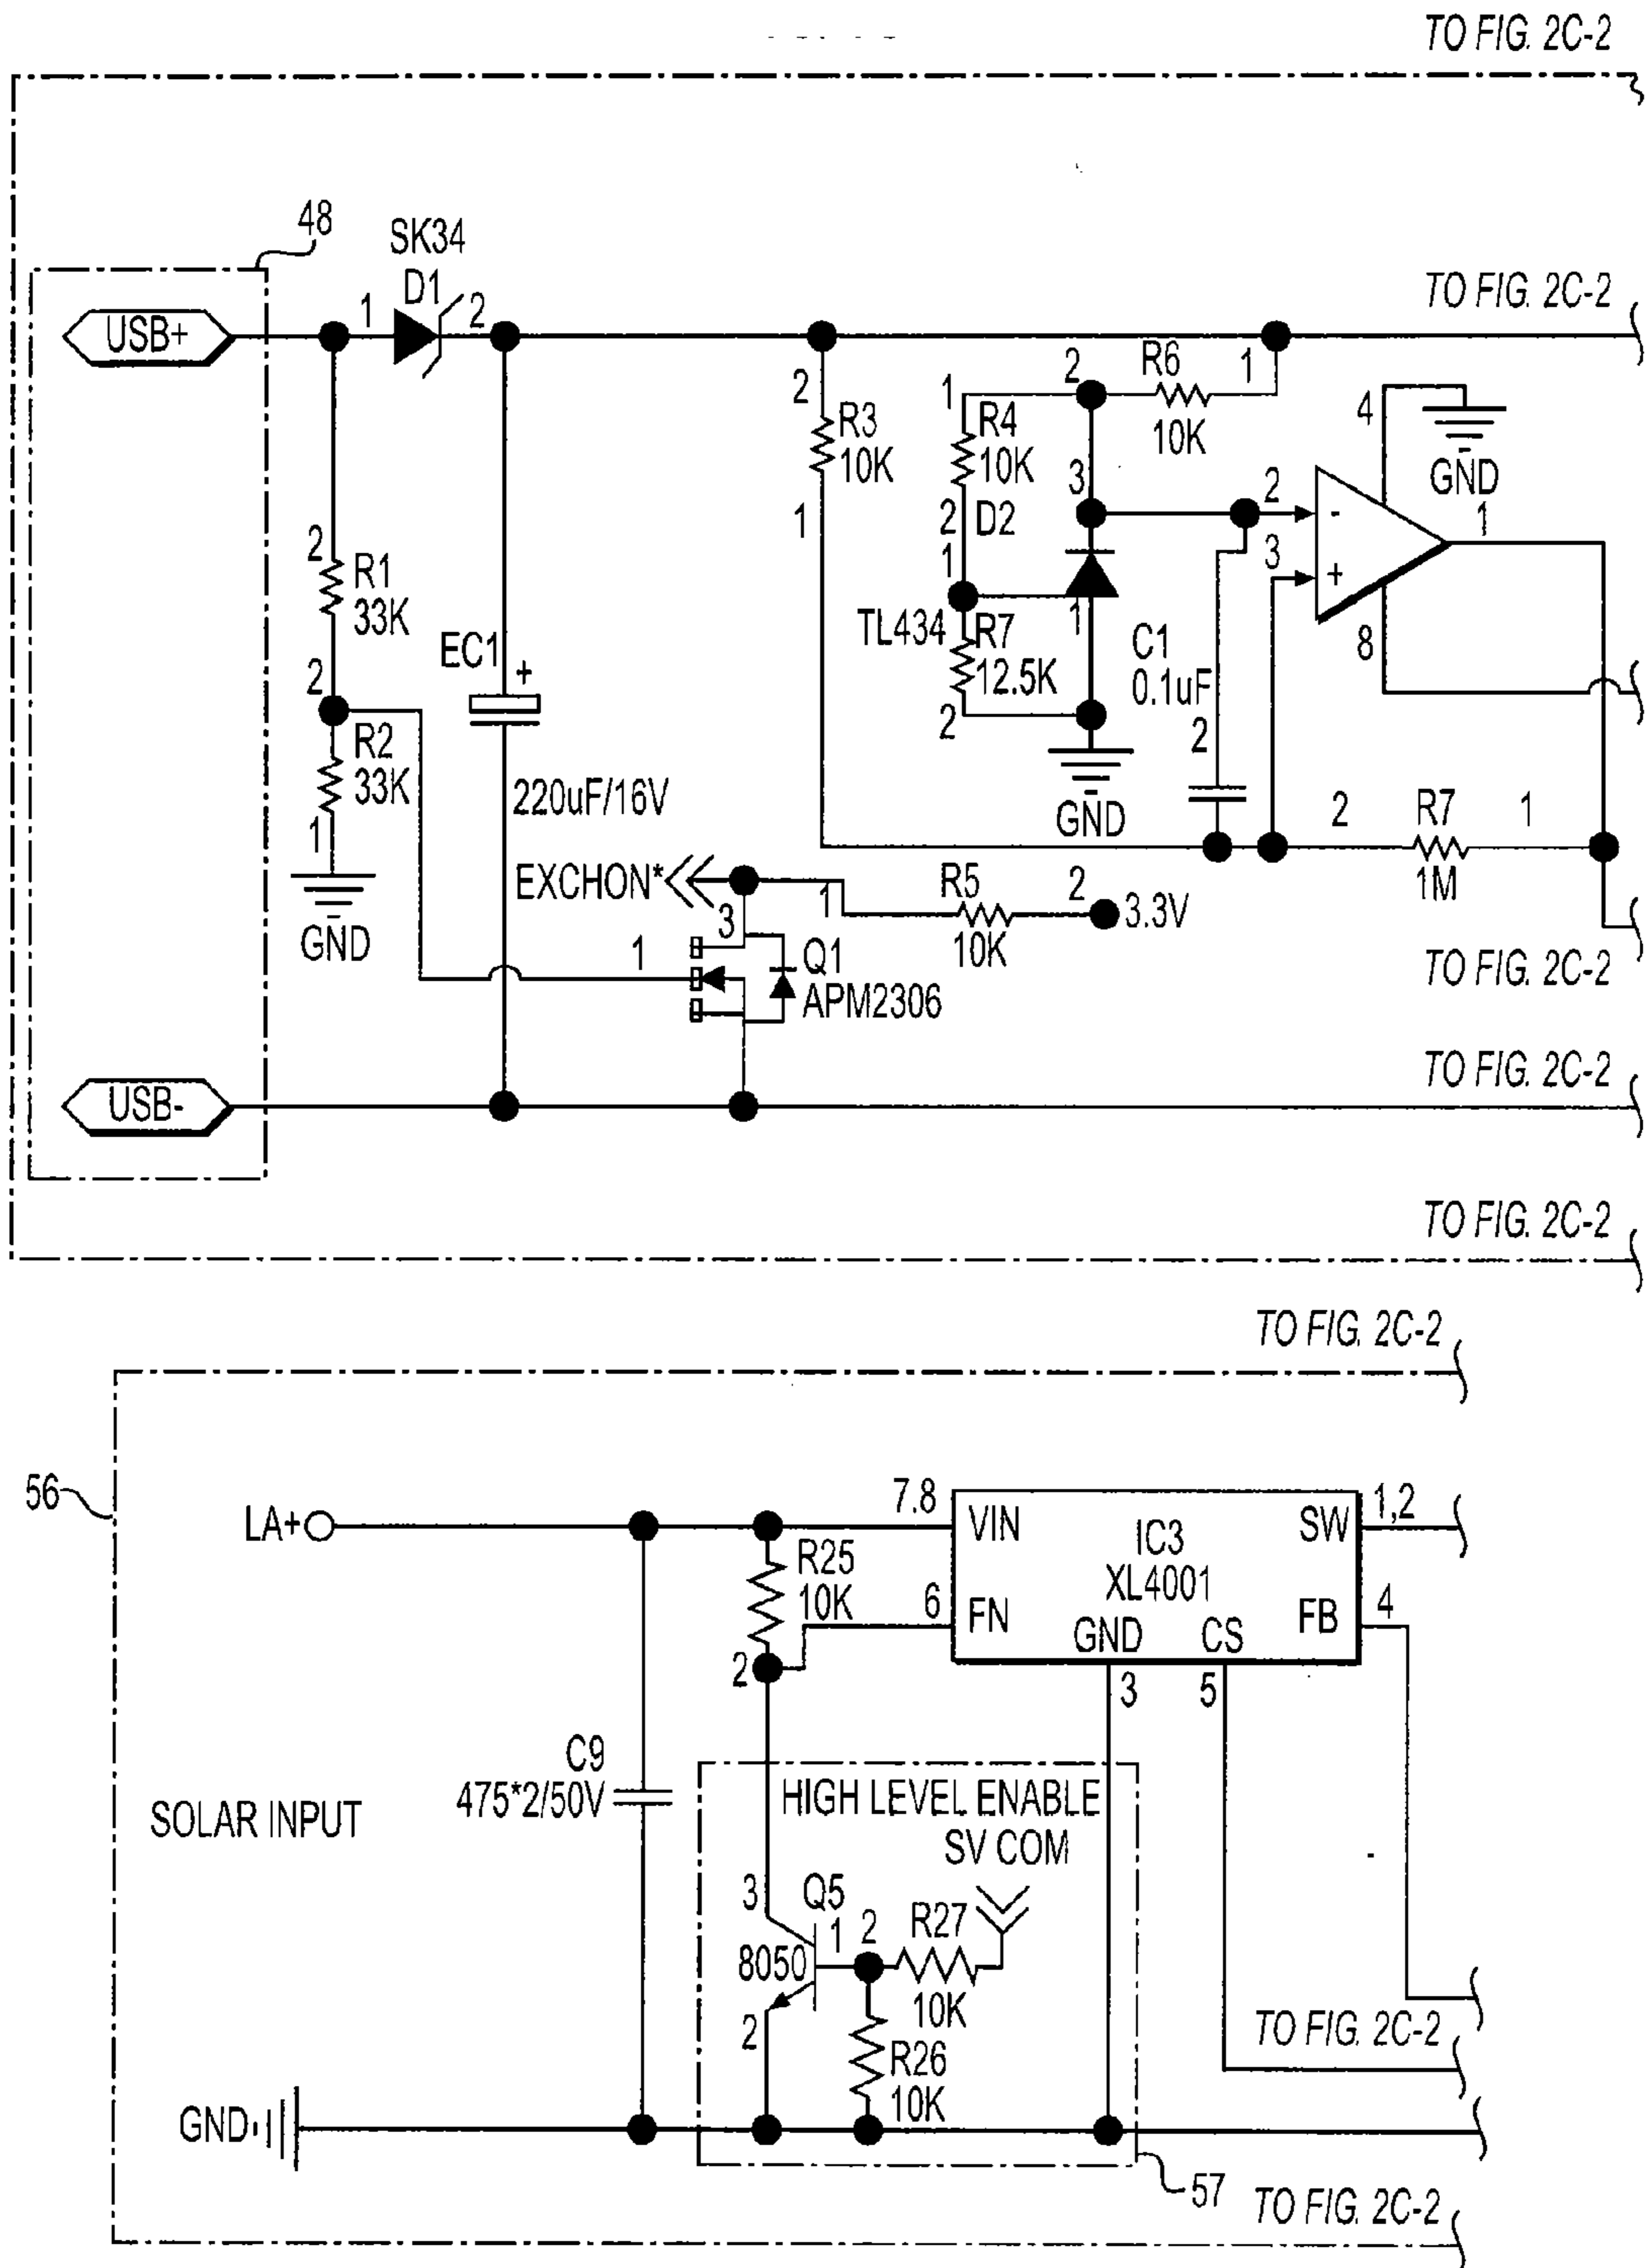 TO FIG. 2C-2
48
SK34
D1
TO FIG. 2C-2
USB+
1
2
2
R6
1
2
R3
10K
1
R4
10K
10K
4
GND
3
2
D2
2
-
1
1
1
3
+
2
R1
33K
TL434
1
R7
12.5K
C1
0.1uF
8
EC1
+
2
R2
33K
2
2
220uF/16V
1
GND
2
R7
1
1M
EXCHON*
R5
2
3.3V
1
10K
GND
3
1
Q1
APM2306
TO FIG. 2C-2
TO FIG. 2C-2
USB-
TO FIG. 2C-2
TO FIG. 2C-2
56
LA+
7.8
VIN
IC3
XL4001
SW
1,2
R25
10K
6
FN
GND
CS
FB
4
2
3
5
C9
475*2/50V
HIGH LEVEL ENABLE
SV COM
SOLAR INPUT
3
Q5
1
2
R27
8050
10K
2
R26
10K
TO FIG. 2C-2
GND
57
TO FIG. 2C-2